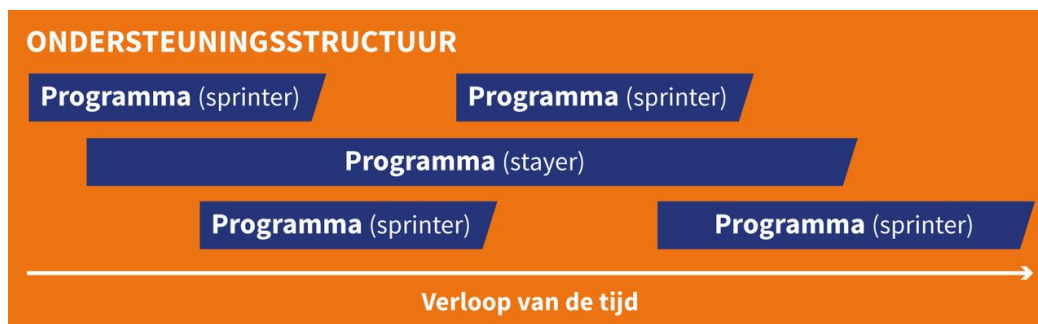 ONDERSTEUNINGSSTRUCTUUR
Programma (sprinter)
Programma (sprinter)
Programma (stayer)
Programma (sprinter)
Programma (sprinter)
Verloop van de tijd